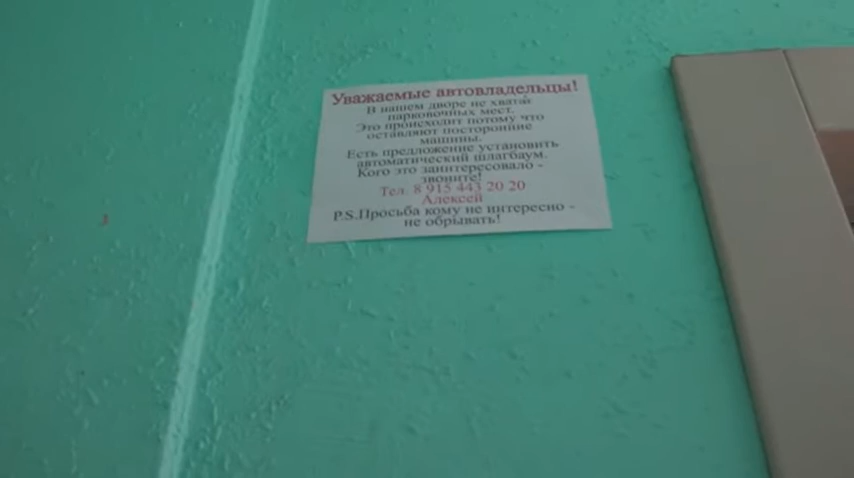 Уважаемые автовладельцы!
В нашем дворе не хватат
парковочных мест.
Это происходит потому что
оставляют посторонние
машины.
Есть предложение установить
автоматический шлагбаум.
Кого это заинтересовало -
звоните!
Тел. 8 915 443 20 20
Алексей
P.S.Просьба кому не интересно -
не обрывать!